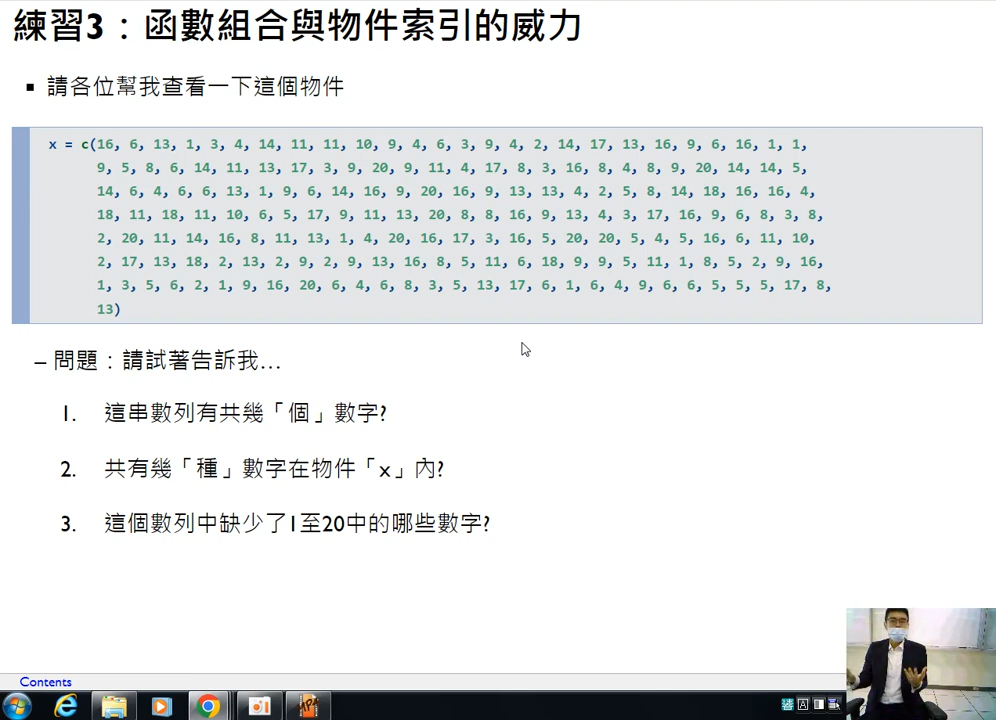 練習3：函數組合與物件索引的威力
▪ 請各位幫我查看一下這個物件
x = c(16, 6, 13, 1, 3, 4, 14, 11, 11, 10, 9, 4, 6, 3, 9, 4, 2, 14, 17, 13, 16, 9, 6, 16, 1, 1,
9, 5, 8, 6, 14, 11, 13, 17, 3, 9, 20, 9, 11, 4, 17, 8, 3, 16, 8, 4, 8, 9, 20, 14, 14, 5,
14, 6, 4, 6, 6, 13, 1, 9, 6, 14, 16, 9, 20, 16, 9, 13, 13, 4, 2, 5, 8, 14, 18, 16, 16, 4,
18, 11, 18, 11, 10, 6, 5, 17, 9, 11, 13, 20, 8, 8, 16, 9, 13, 4, 3, 17, 16, 9, 6, 8, 3, 8,
2, 20, 11, 14, 16, 8, 11, 13, 1, 4, 20, 16, 17, 3, 16, 5, 20, 20, 5, 4, 5, 16, 6, 11, 10,
2, 17, 13, 18, 2, 13, 2, 9, 2, 9, 13, 16, 8, 5, 11, 6, 18, 9, 9, 5, 11, 1, 8, 5, 2, 9, 16,
1, 3, 5, 6, 2, 1, 9, 16, 20, 6, 4, 6, 8, 3, 5, 13, 17, 6, 1, 6, 4, 9, 6, 6, 5, 5, 5, 17, 8,
13)
– 問題：請試著告訴我…
1. 這串數列有共幾「個」數字?
2. 共有幾「種」數字在物件「x」內?
3. 這個數列中缺少了1至20中的哪些數字?
Contents